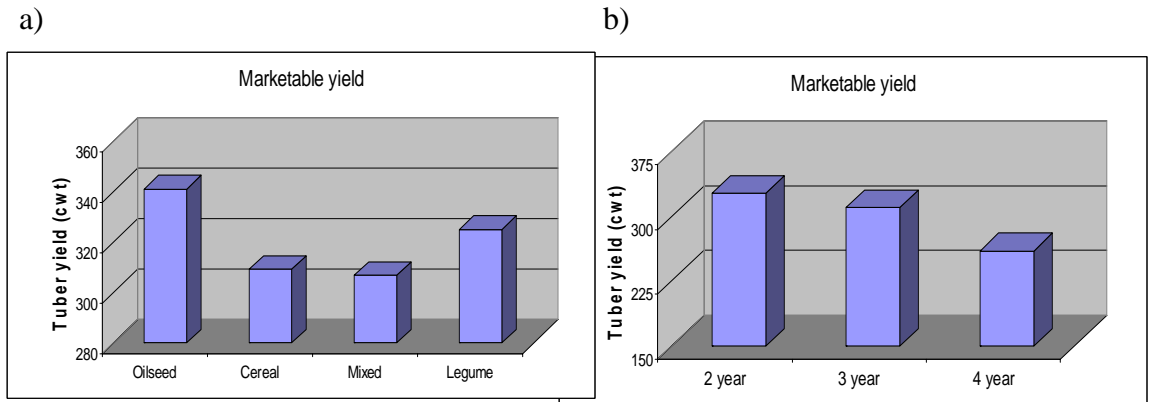 a)
Marketable yield
Tuber yield (cwt)
360
340
320
300
280
Oilseed Cereal Mixed Legume
b)
Marketable yield
Tuber yield (cwt)
375
300
225
150
2 year 3 year 4 year